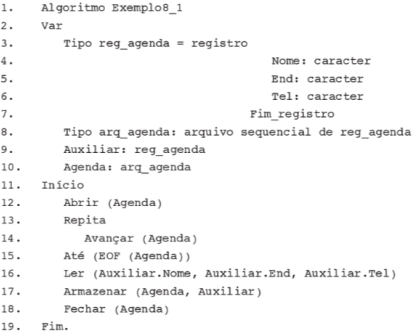 1. Algoritmo Exemplo8_1
2. Var
3. Tipo reg_agenda = registro
4. Nome: caracter
5. End: caracter
6. Tel: caracter
7. Fim_registro
8. Tipo arq_agenda: arquivo sequencial de reg_agenda
9. Auxiliar: reg_agenda
10. Agenda: arq_agenda
11. Início
12. Abrir (Agenda)
13. Repita
14. Avançar (Agenda)
15. Até (EOF (Agenda))
16. Ler (Auxiliar.Nome, Auxiliar.End, Auxiliar.Tel)
17. Armazenar (Agenda, Auxiliar)
18. Fechar (Agenda)
19. Fim.